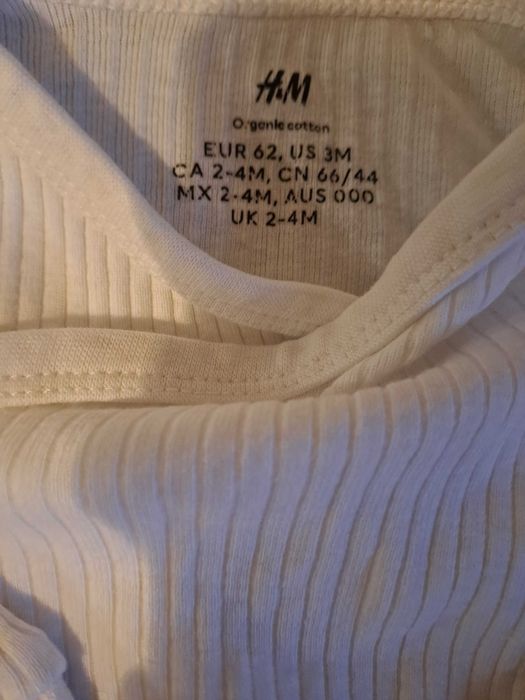 H&M
Organic cotton
EUR 62, US 3M
CA 2-4M, CN 66/44
MX 2-4M, AUS 000
UK 2-4M